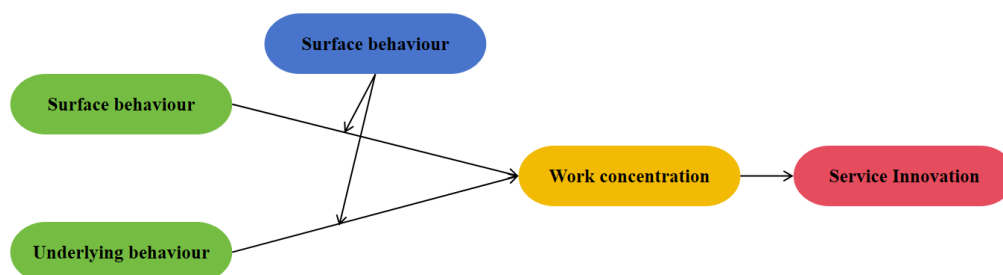 Surface behaviour
Surface behaviour
Work concentration
Service Innovation
Underlying behaviour